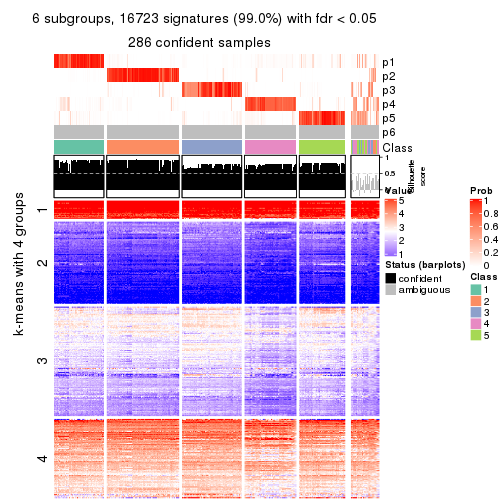 6 subgroups, 16723 signatures (99.0%) with fdr < 0.05
286 confident samples
p1
p2
p3
p4
p5
p6
Class
1
0.5
0
Silhouette
score
k-means with 4 groups
1
2
3
4
Value
5
4
3
2
1
Status (barplots)
confident
ambiguous
Prob
1
0.8
0.6
0.4
0.2
0
Class
1
2
3
4
5